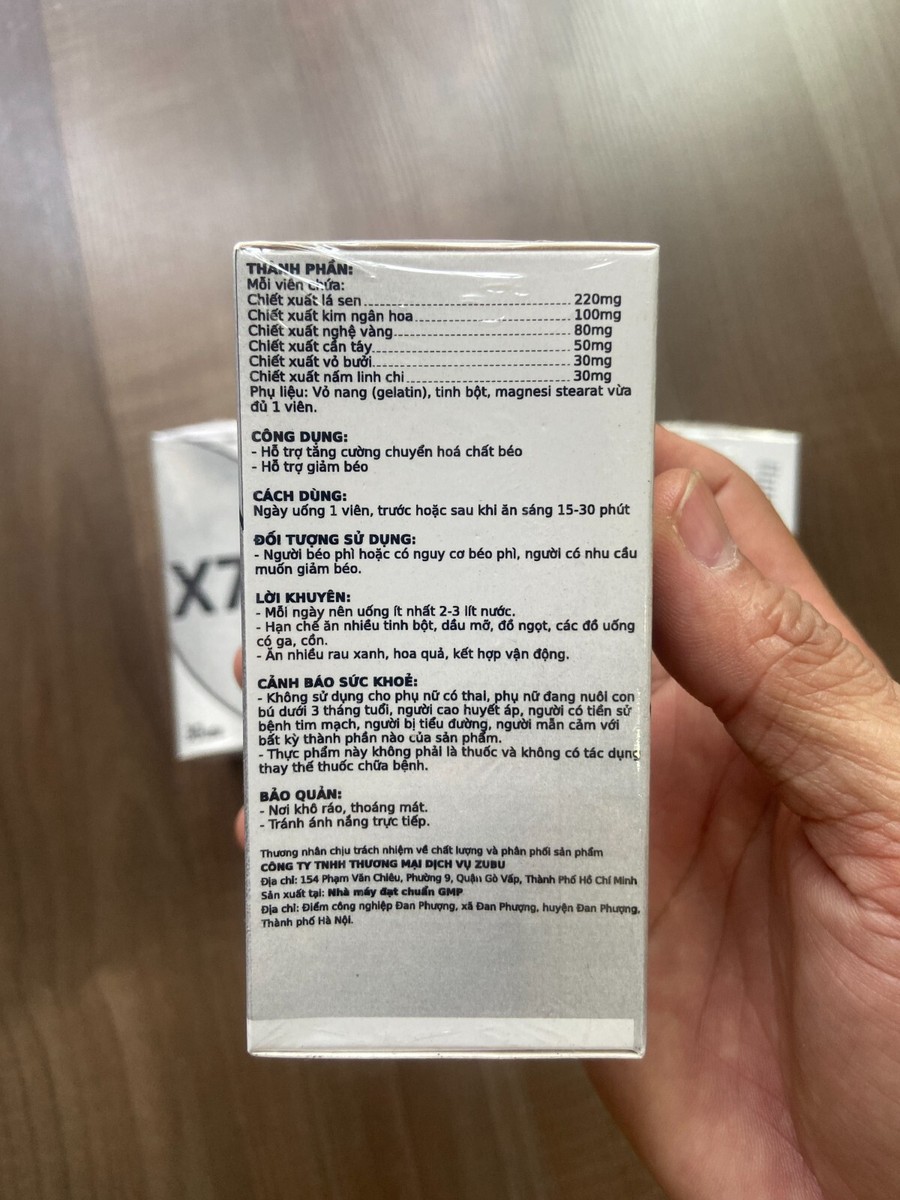 THÀNH PHẦN:
Mỗi viên chứa:
Chiết xuất lá sen 220mg
Chiết xuất kim ngân hoa 100mg
Chiết xuất nghệ vàng 80mg
Chiết xuất cần tây 50mg
Chiết xuất vỏ bưởi 30mg
Chiết xuất nấm linh chi 30mg
Phụ liệu: Vỏ nang (gelatin), tinh bột, magnesi stearat vừa
đủ 1 viên.
CÔNG DỤNG:
- Hỗ trợ tăng cường chuyển hoá chất béo
- Hỗ trợ giảm béo
CÁCH DÙNG:
Ngày uống 1 viên, trước hoặc sau khi ăn sáng 15-30 phút
ĐỐI TƯỢNG SỬ DỤNG:
- Người béo phì hoặc có nguy cơ béo phì, người có nhu cầu
muốn giảm béo.
LỜI KHUYÊN:
- Mỗi ngày nên uống ít nhất 2-3 lít nước.
- Hạn chế ăn nhiều tinh bột, dầu mỡ, đồ ngọt, các đồ uống
có ga, cồn.
- Ăn nhiều rau xanh, hoa quả, kết hợp vận động.
CẢNH BÁO SỨC KHOẺ:
- Không sử dụng cho phụ nữ có thai, phụ nữ đang nuôi con
bú dưới 3 tháng tuổi, người cao huyết áp, người có tiền sử
bệnh tim mạch, người bị tiểu đường, người mẫn cảm với
bất kỳ thành phần nào của sản phẩm.
- Thực phẩm này không phải là thuốc và không có tác dụng
thay thế thuốc chữa bệnh.
BẢO QUẢN:
- Nơi khô ráo, thoáng mát.
- Tránh ánh nắng trực tiếp.
Thương nhân chịu trách nhiệm về chất lượng và phân phối sản phẩm
CÔNG TY TNHH THƯƠNG MẠI DỊCH VỤ ZUBU
Địa chỉ: 154 Phạm Văn Chiêu, Phường 9, Quận Gò Vấp, Thành Phố Hồ Chí Minh
Sản xuất tại: Nhà máy đạt chuẩn GMP
Địa chỉ: Điểm công nghiệp Đan Phượng, xã Đan Phượng, huyện Đan Phượng,
Thành phố Hà Nội.
X7